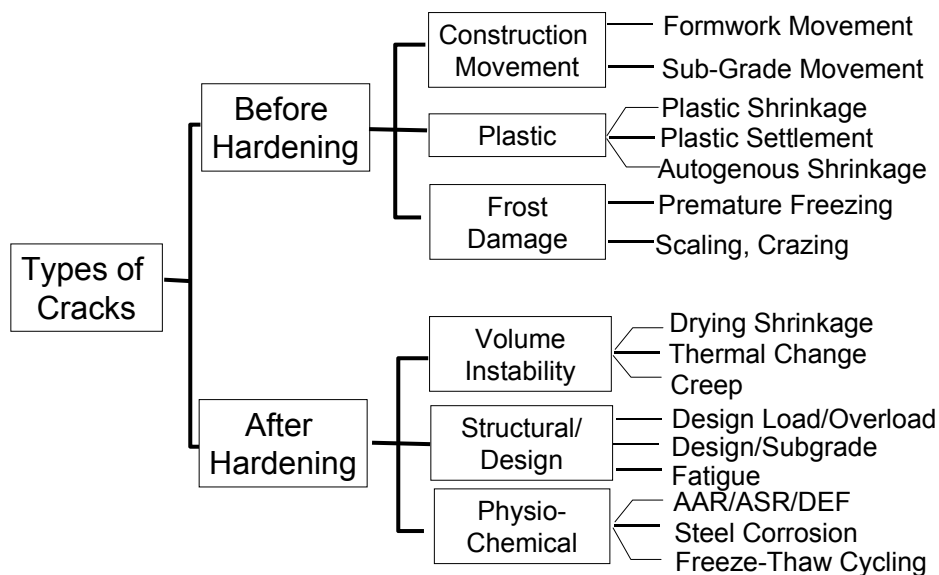 Types of
Cracks
Before
Hardening
Construction
Movement
Formwork Movement
Sub-Grade Movement
Plastic
Plastic Shrinkage
Plastic Settlement
Autogenous Shrinkage
Frost
Damage
Premature Freezing
Scaling, Crazing
After
Hardening
Volume
Instability
Drying Shrinkage
Thermal Change
Creep
Structural/
Design
Design Load/Overload
Design/Subgrade
Fatigue
Physio-
Chemical
AAR/ASR/DEF
Steel Corrosion
Freeze-Thaw Cycling